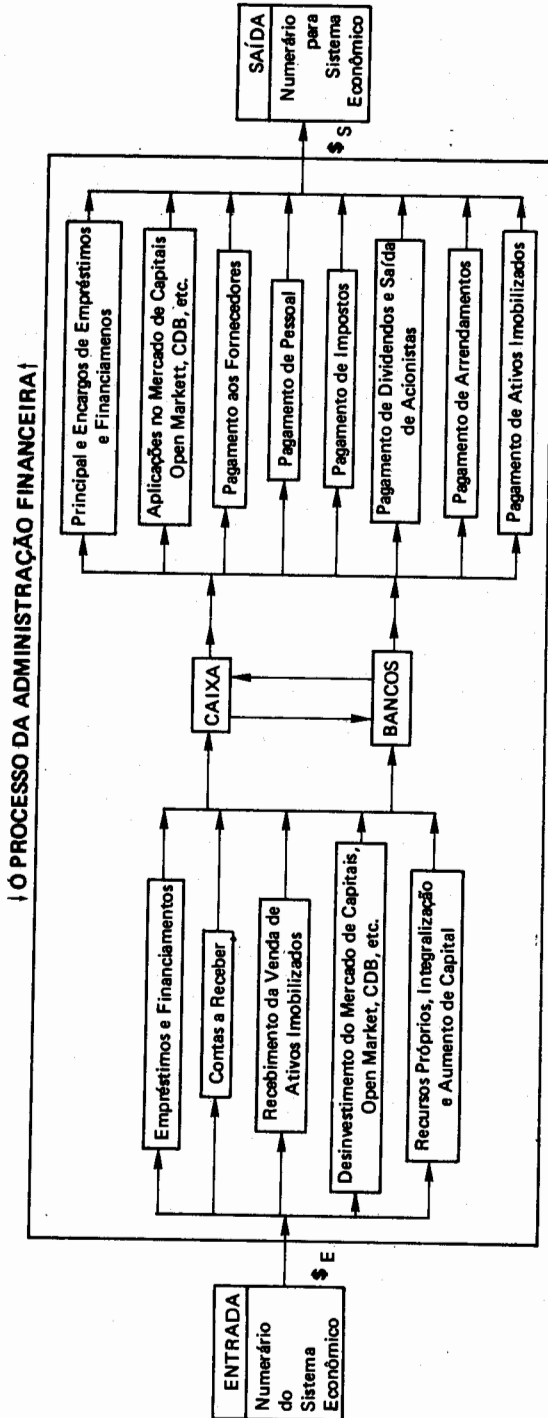 O PROCESSO DA ADMINISTRAÇÃO FINANCEIRA
ENTRADA
Numerário
do
Sistema
Econômico
$ E
Empréstimos e Financiamentos
Contas a Receber
Recebimento da Venda de
Ativos Imobilizados
Desinvestimento do Mercado de Capitais,
Open Market, CDB, etc.
Recursos Próprios, Integralização
e Aumento de Capital
CAIXA
BANCOS
Principal e Encargos de Empréstimos
e Financiamenos
Aplicações no Mercado de Capitais
Open Markett, CDB, etc.
Pagamento aos Fornecedores
Pagamento de Pessoal
Pagamento de Impostos
Pagamento de Dividendos e Saída
de Acionistas
Pagamento de Arrendamentos
Pagamento de Ativos Imobilizados
$ S
SAÍDA
Numerário
para
Sistema
Econômico